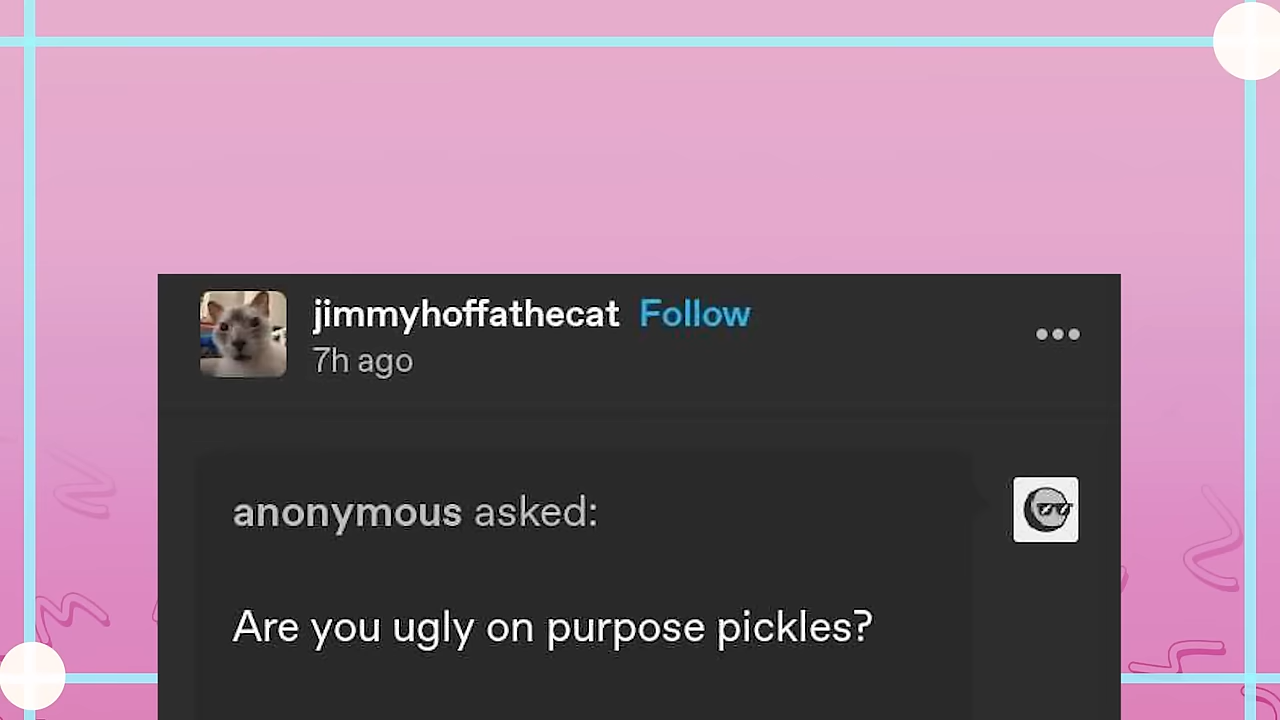 jimmyhoffathecat Follow
7h ago
anonymous asked:
Are you ugly on purpose pickles?